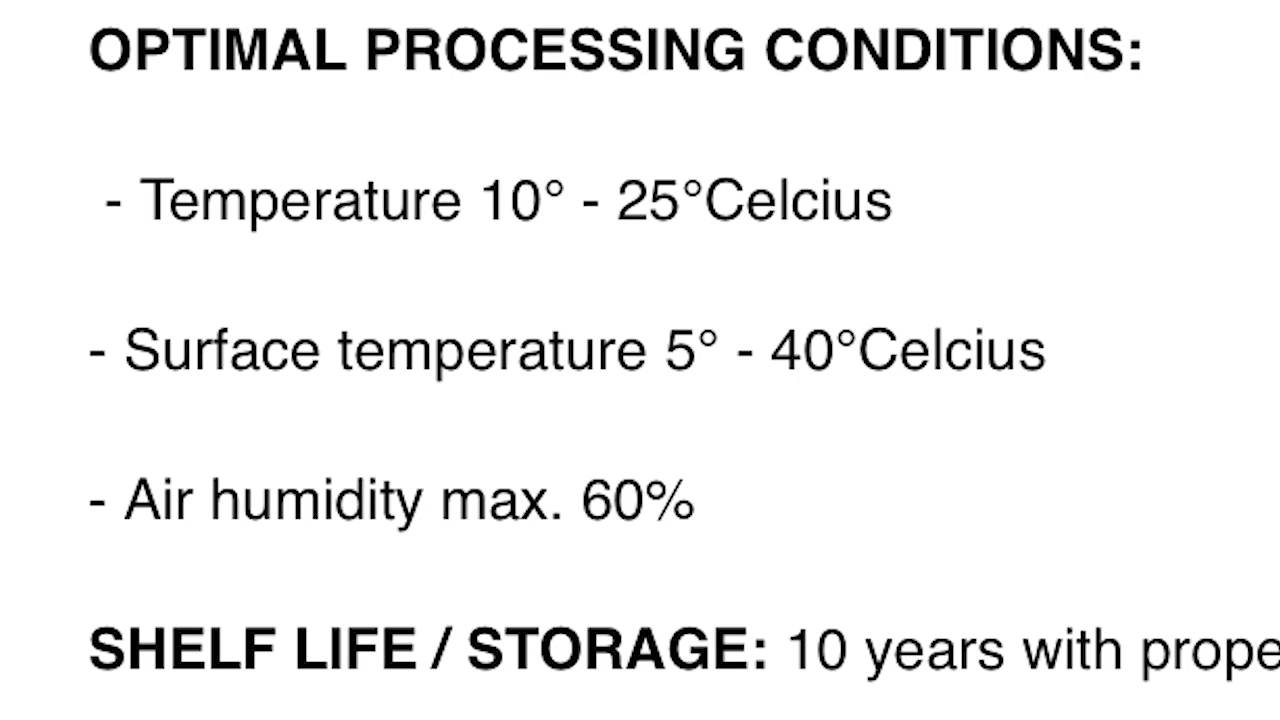 OPTIMAL PROCESSING CONDITIONS:
- Temperature 10° - 25°Celcius
- Surface temperature 5° - 40°Celcius
- Air humidity max. 60%
SHELF LIFE / STORAGE: 10 years with prope